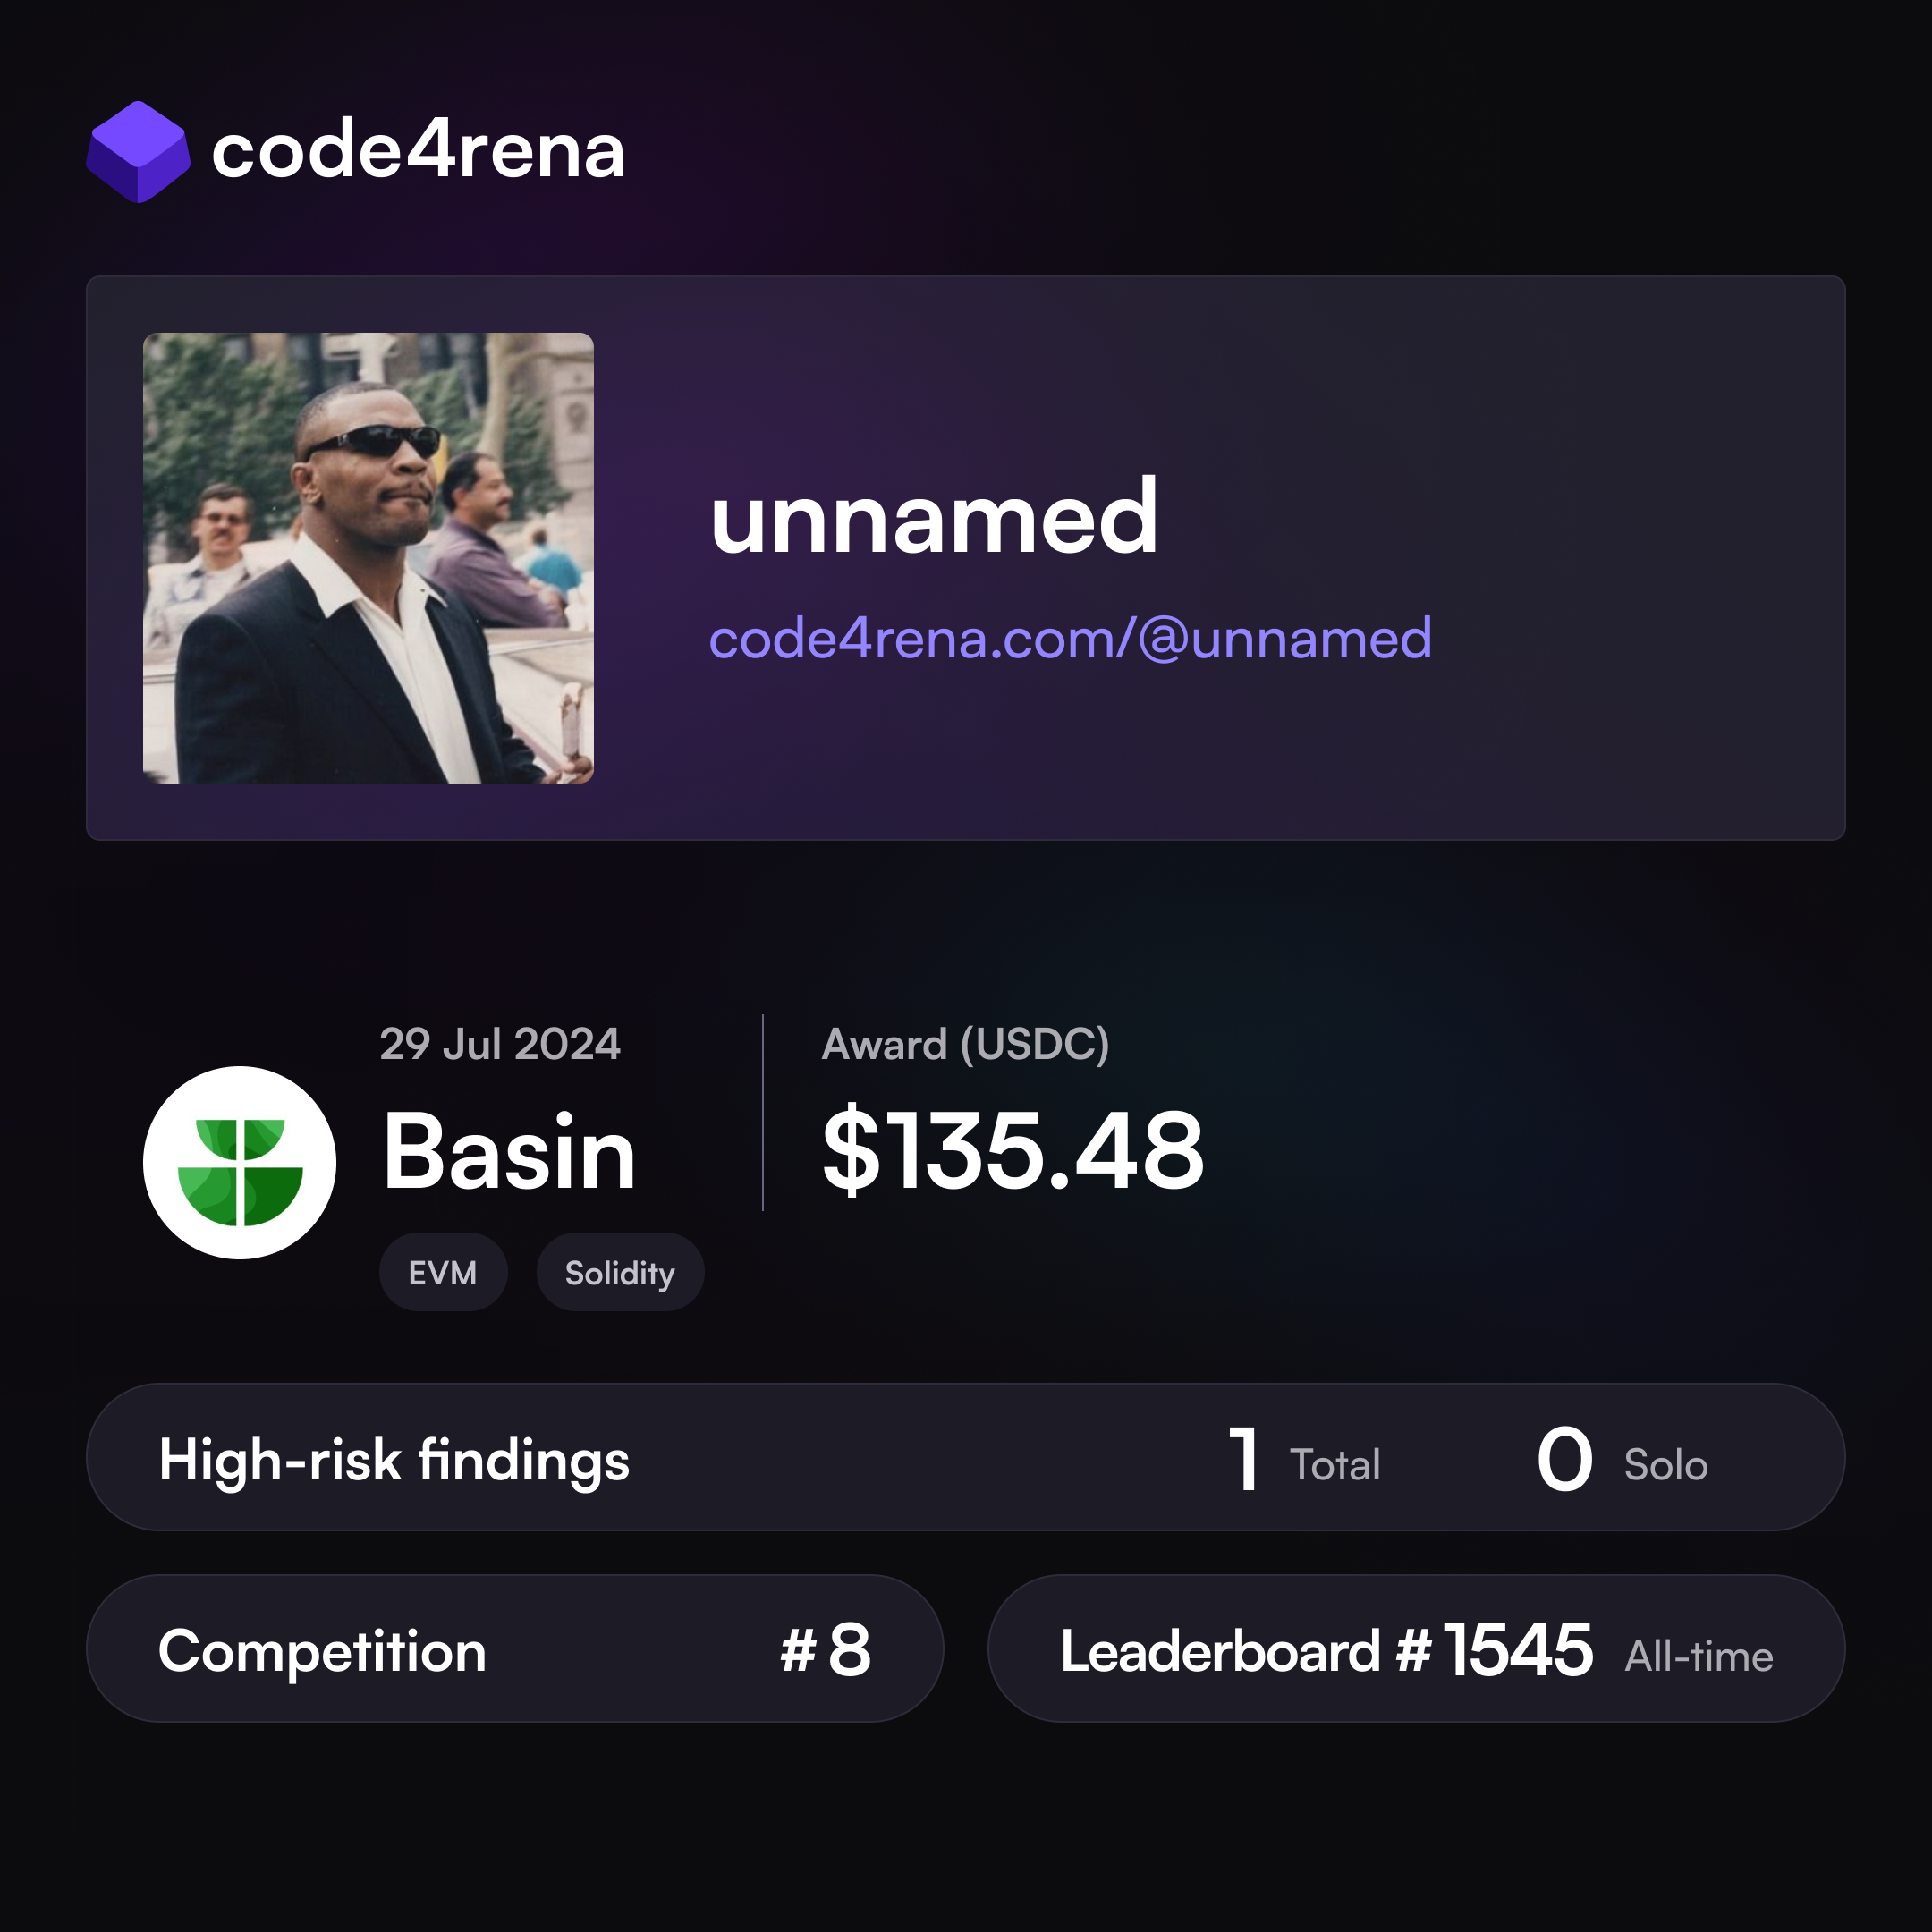 code4rena
unnamed
code4rena.com/@unnamed
29 Jul 2024
Basin
EVM Solidity
Award (USDC)
$135.48
High-risk findings 1 Total 0 Solo
Competition #8
Leaderboard #1545 All-time